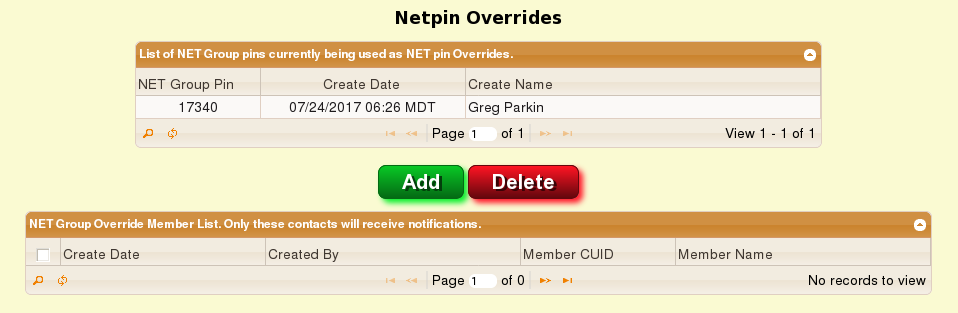 Netpin Overrides
List of NET Group pins currently being used as NET pin Overrides.
NET Group Pin Create Date Create Name
17340 07/24/2017 06:26 MDT Greg Parkin
Page 1 of 1 View 1 - 1 of 1
Add Delete
NET Group Override Member List. Only these contacts will receive notifications.
Create Date Created By Member CUID Member Name
Page 1 of 0 No records to view